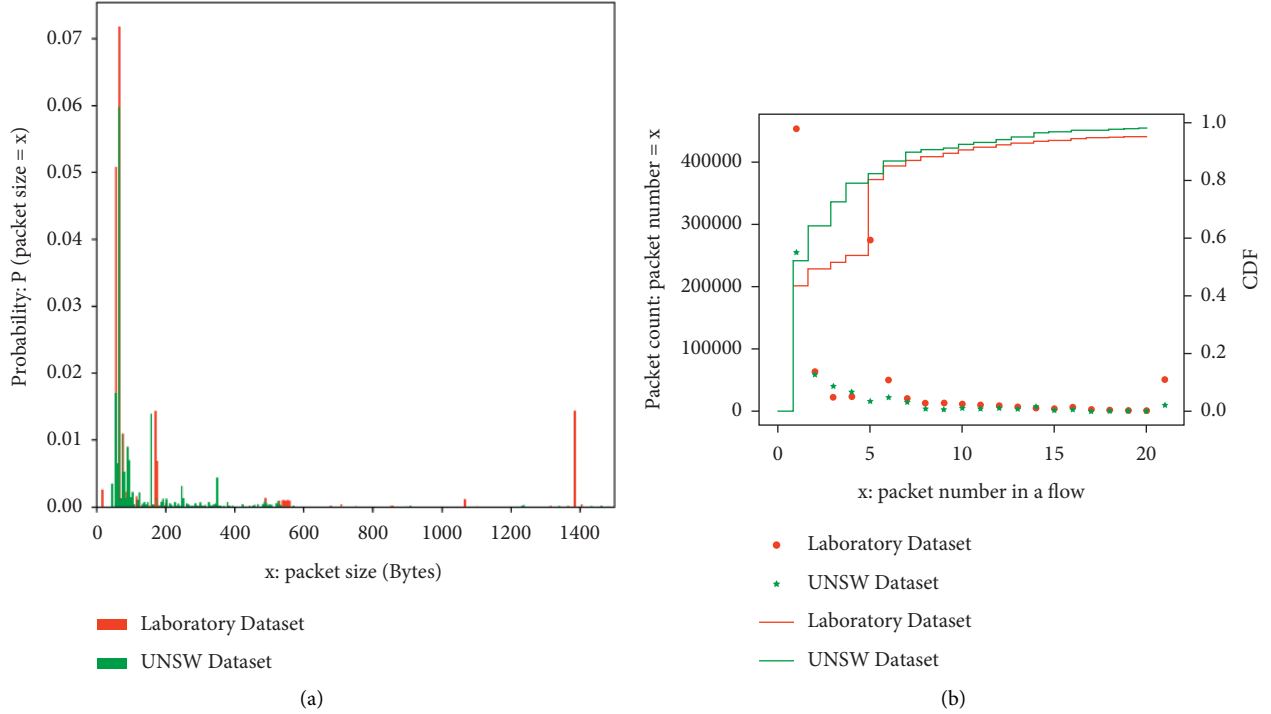 0.07
0.06
0.05
0.04
0.03
0.02
0.01
0.00
Probability: P (packet size = x)
0 200 400 600 800 1000 1200 1400
x: packet size (Bytes)
Laboratory Dataset
UNSW Dataset
(a)
400000
300000
200000
100000
0
Packet count: packet number = x
1.0
0.8
0.6
0.4
0.2
0.0
CDF
0 5 10 15 20
x: packet number in a flow
Laboratory Dataset
UNSW Dataset
Laboratory Dataset
UNSW Dataset
(b)